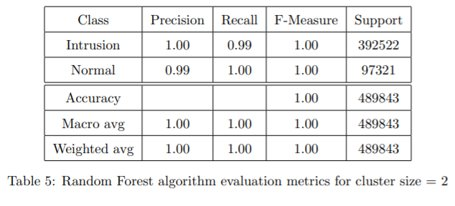 Class Precision Recall F-Measure Support
Intrusion 1.00 0.99 1.00 392522
Normal 0.99 1.00 1.00 97321
Accuracy 1.00 489843
Macro avg 1.00 1.00 1.00 489843
Weighted avg 1.00 1.00 1.00 489843
Table 5: Random Forest algorithm evaluation metrics for cluster size = 2